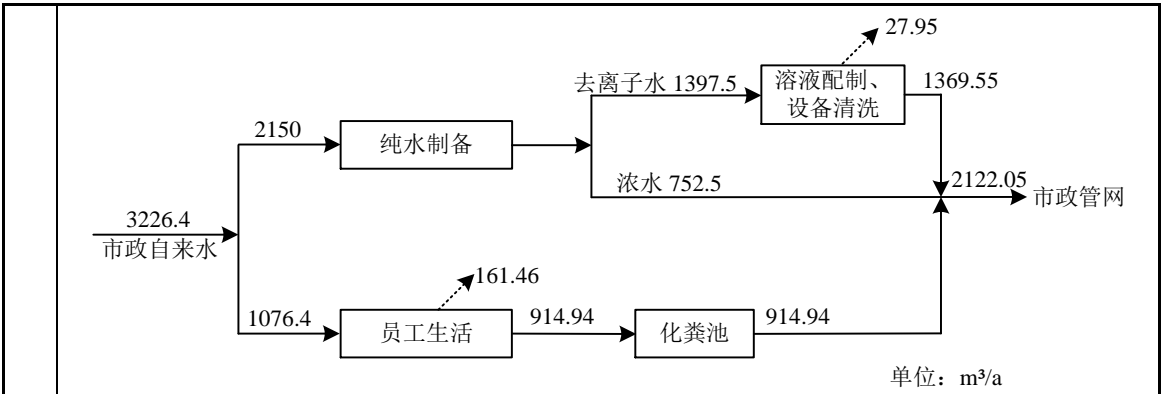 27.95
去离子水 1397.5
溶液配制、
设备清洗
1369.55
2150
纯水制备
浓水 752.5
2122.05
市政管网
3226.4
市政自来水
161.46
1076.4
员工生活
914.94
化粪池
914.94
单位：m³/a